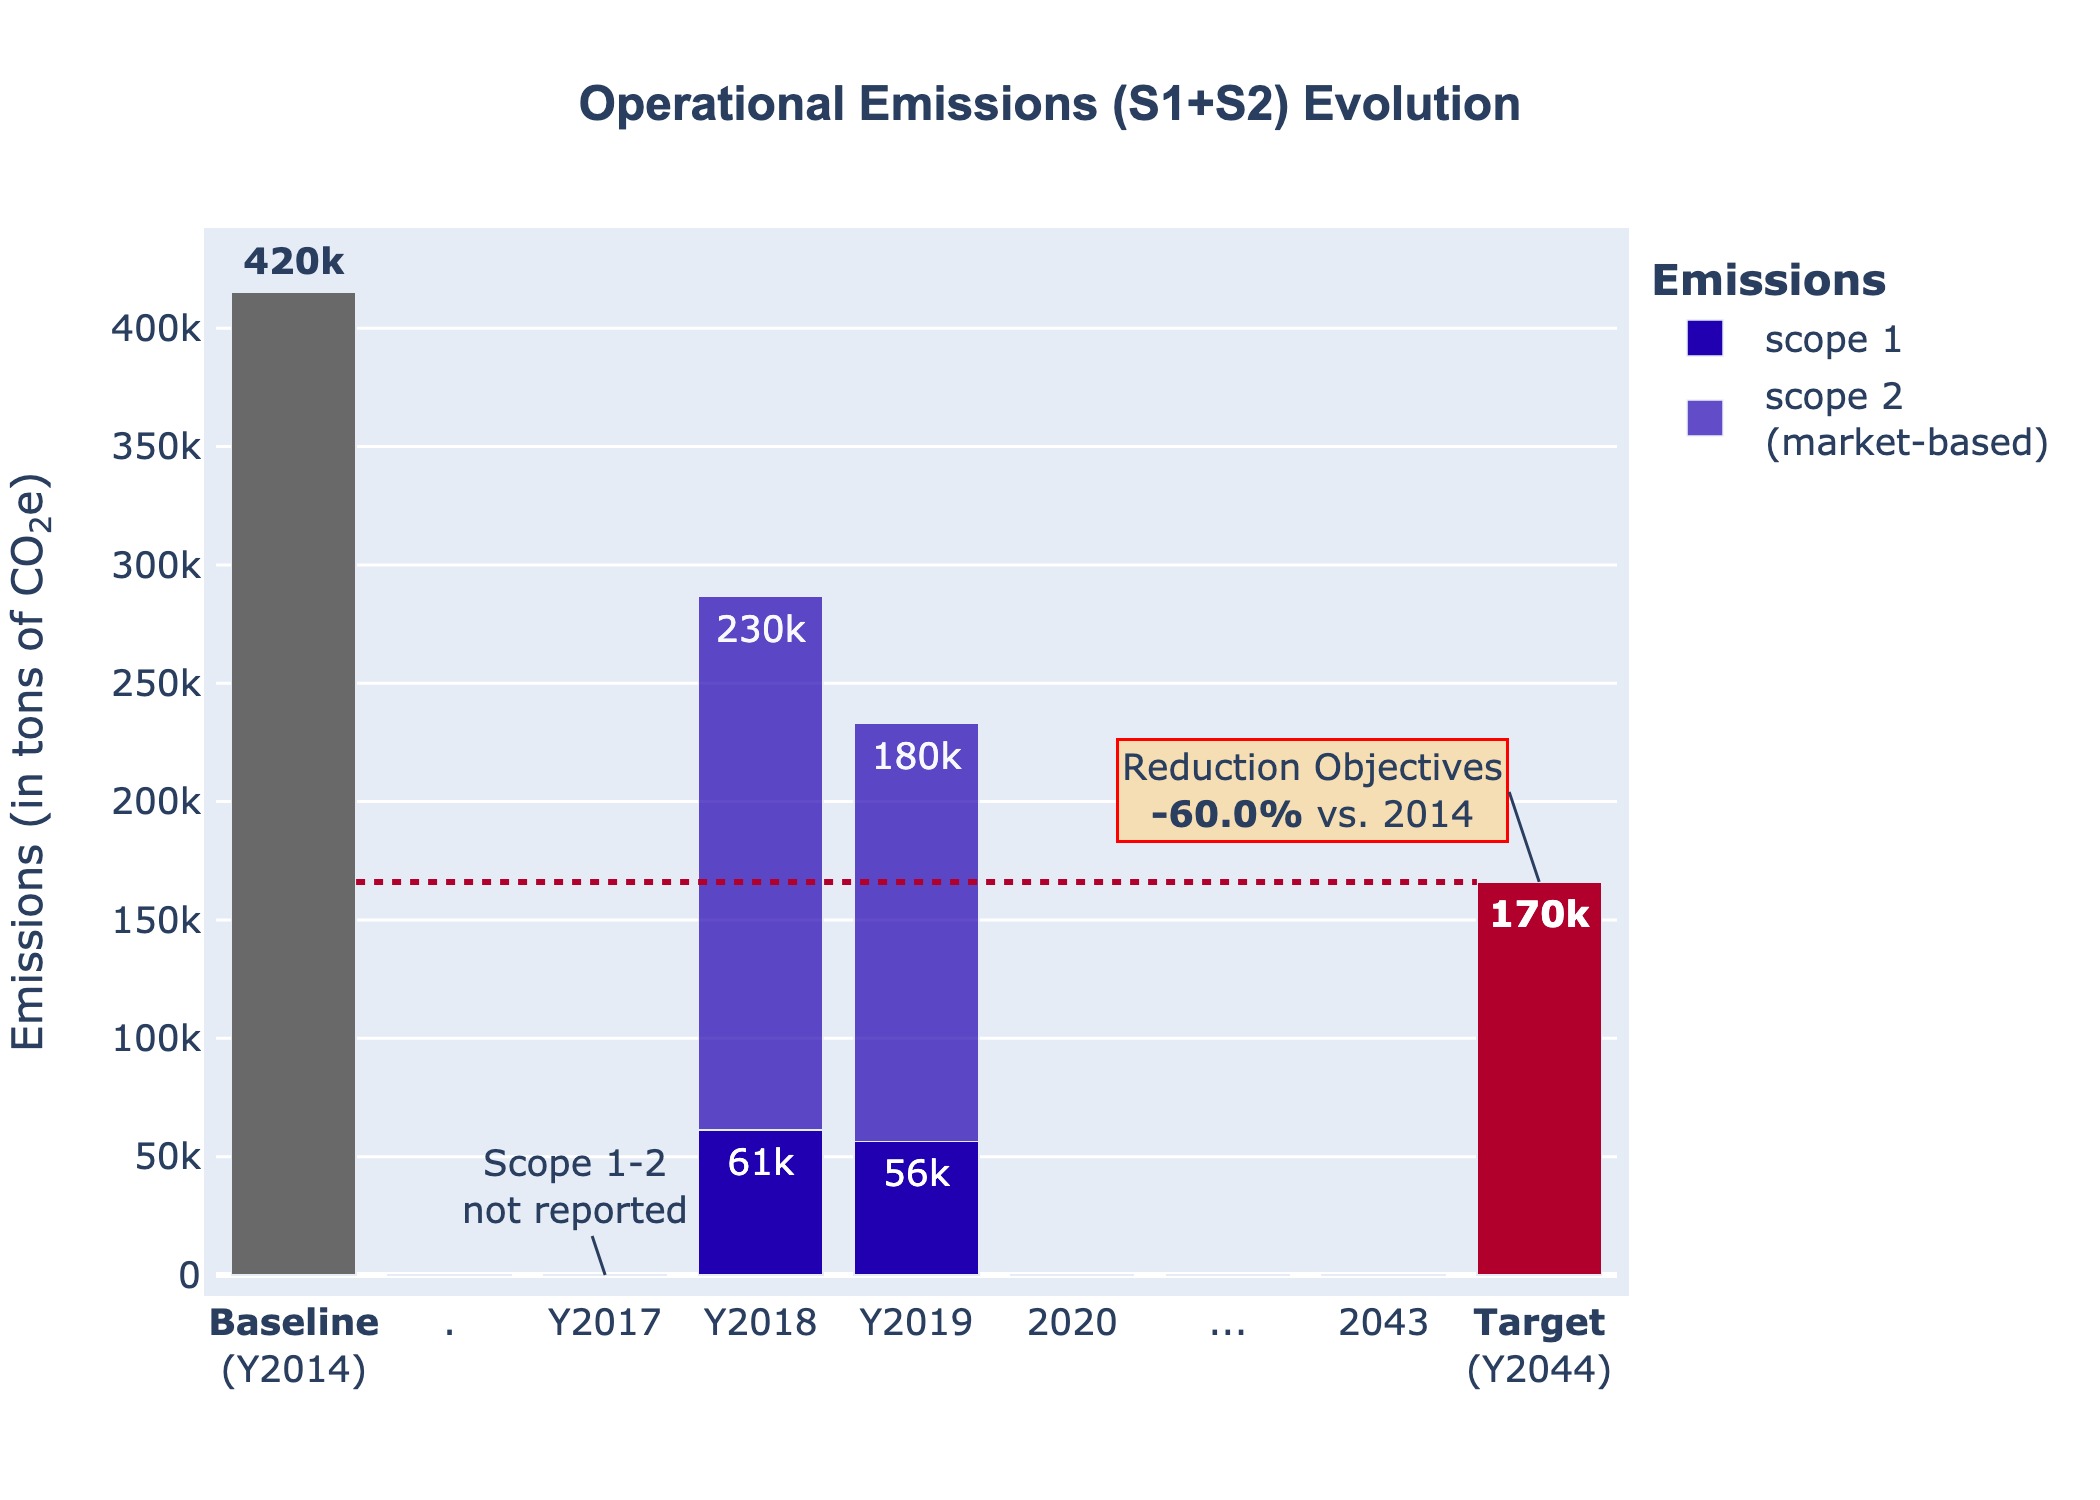 Operational Emissions (S1+S2) Evolution
Emissions (in tons of CO₂e)
400k
350k
300k
250k
200k
150k
100k
50k
0
420k
Scope 1-2
not reported
230k
61k
180k
56k
Reduction Objectives
-60.0% vs. 2014
170k
Baseline
(Y2014)
.
Y2017
Y2018
Y2019
2020
...
2043
Target
(Y2044)
Emissions
scope 1
scope 2
(market-based)